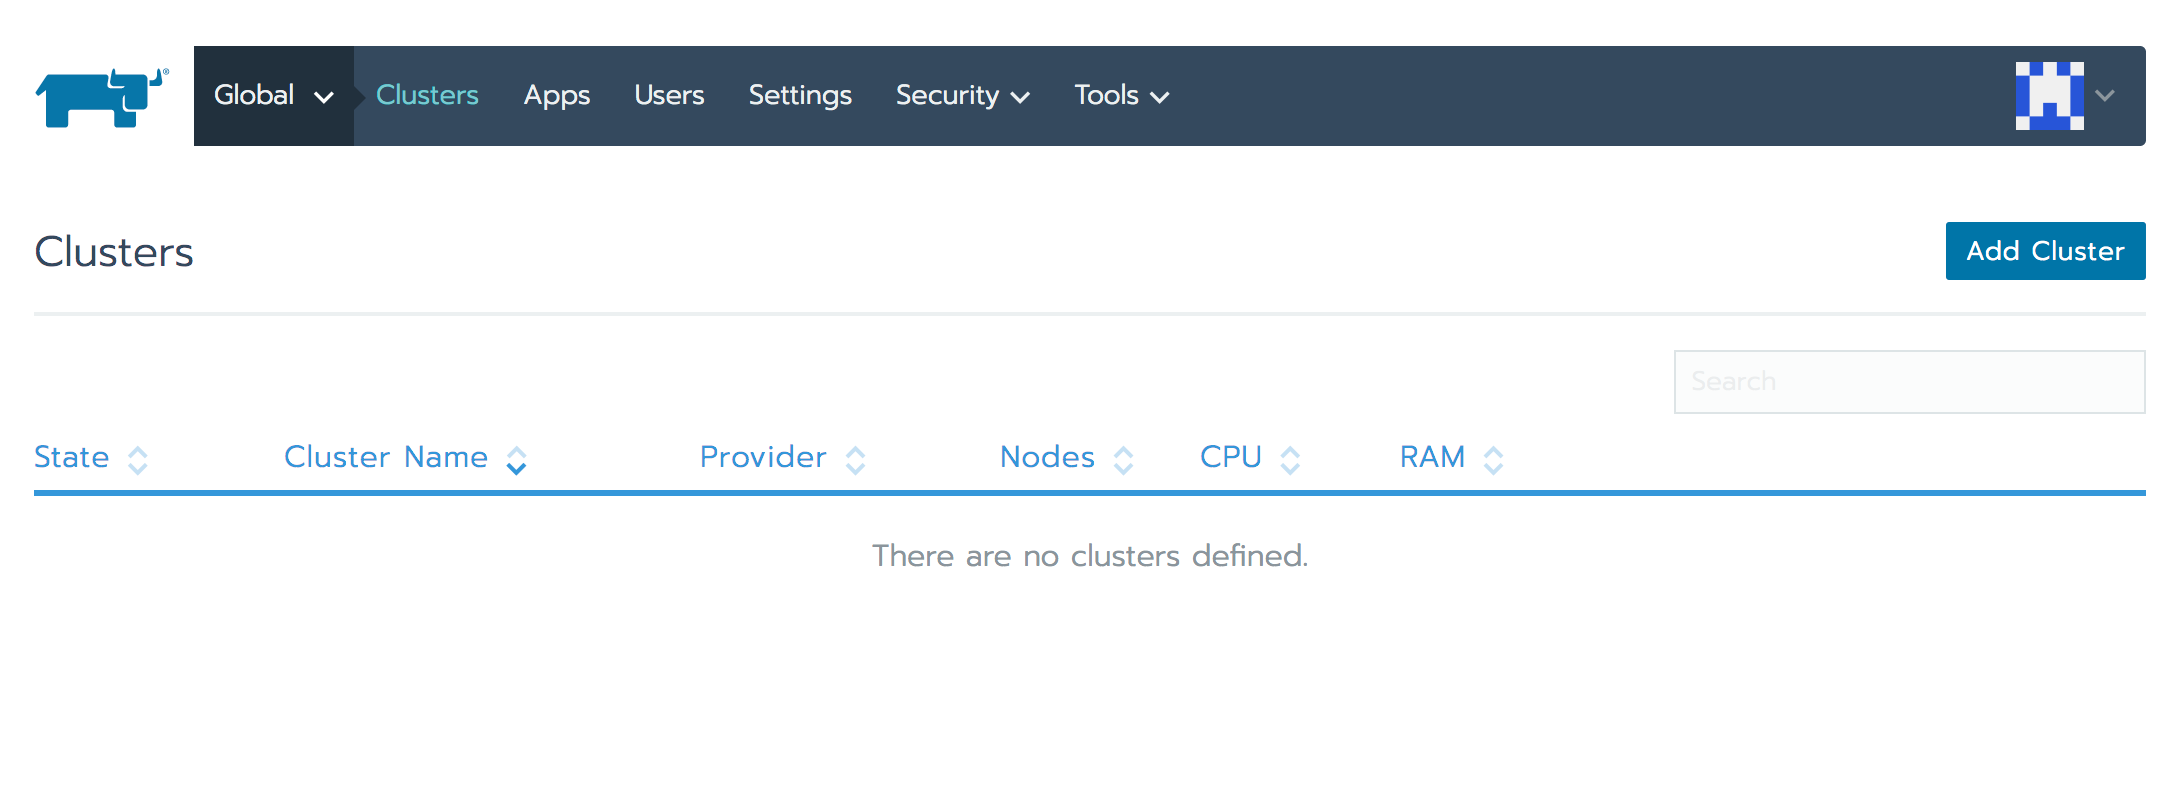 Global Clusters Apps Users Settings Security Tools
Clusters
Add Cluster
Search
State Cluster Name Provider Nodes CPU RAM
There are no clusters defined.